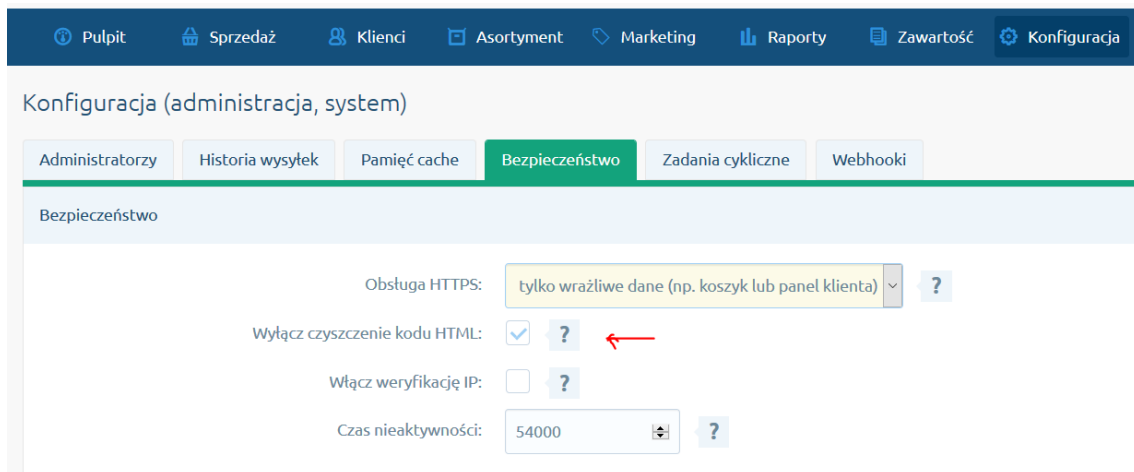 Pulpit Sprzedaż Klienci Asortyment Marketing Raporty Zawartość Konfiguracja
Konfiguracja (administracja, system)
Administratorzy Historia wysyłek Pamięć cache Bezpieczeństwo Zadania cykliczne Webhooki
Bezpieczeństwo
Obsługa HTTPS: tylko wrażliwe dane (np. koszyk lub panel klienta) ?
Wyłącz czyszczenie kodu HTML: ?
Włącz weryfikację IP: ?
Czas nieaktywności: 54000 ?